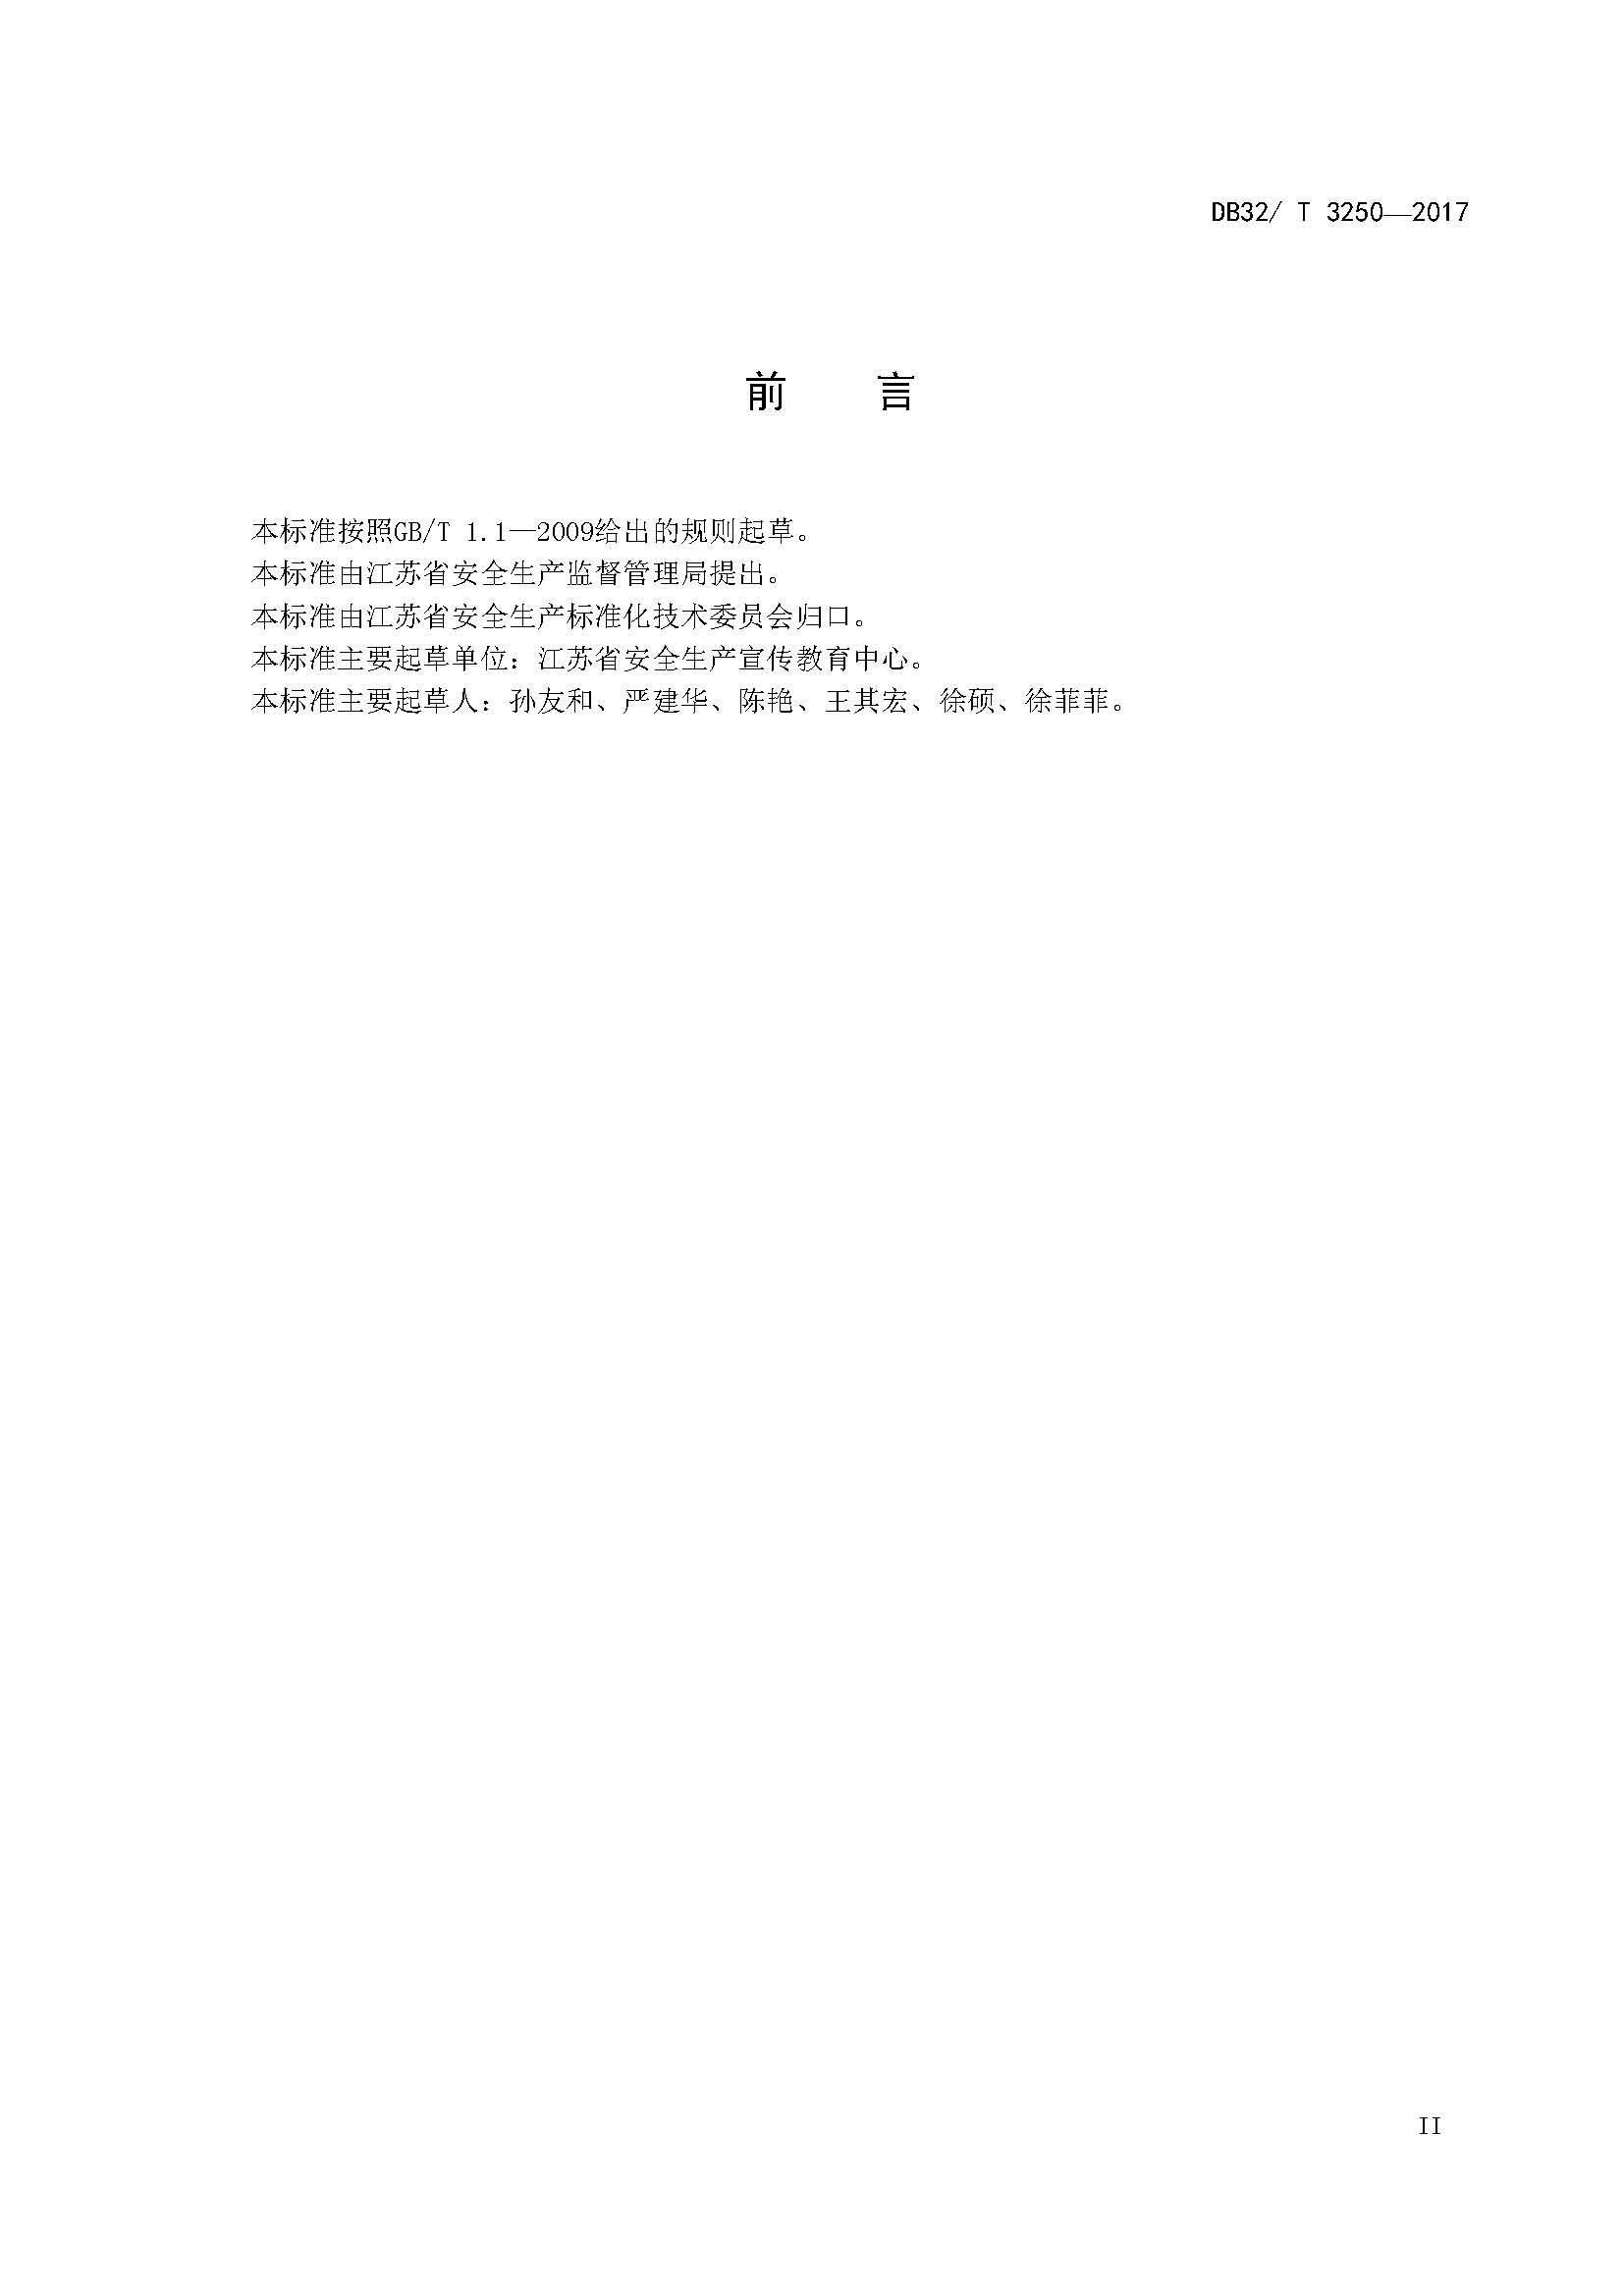 DB32/ T 3250—2017
前　　言
本标准按照GB/T 1.1—2009给出的规则起草。
本标准由江苏省安全生产监督管理局提出。
本标准由江苏省安全生产标准化技术委员会归口。
本标准主要起草单位：江苏省安全生产宣传教育中心。
本标准主要起草人：孙友和、严建华、陈艳、王其宏、徐硕、徐菲菲。
II